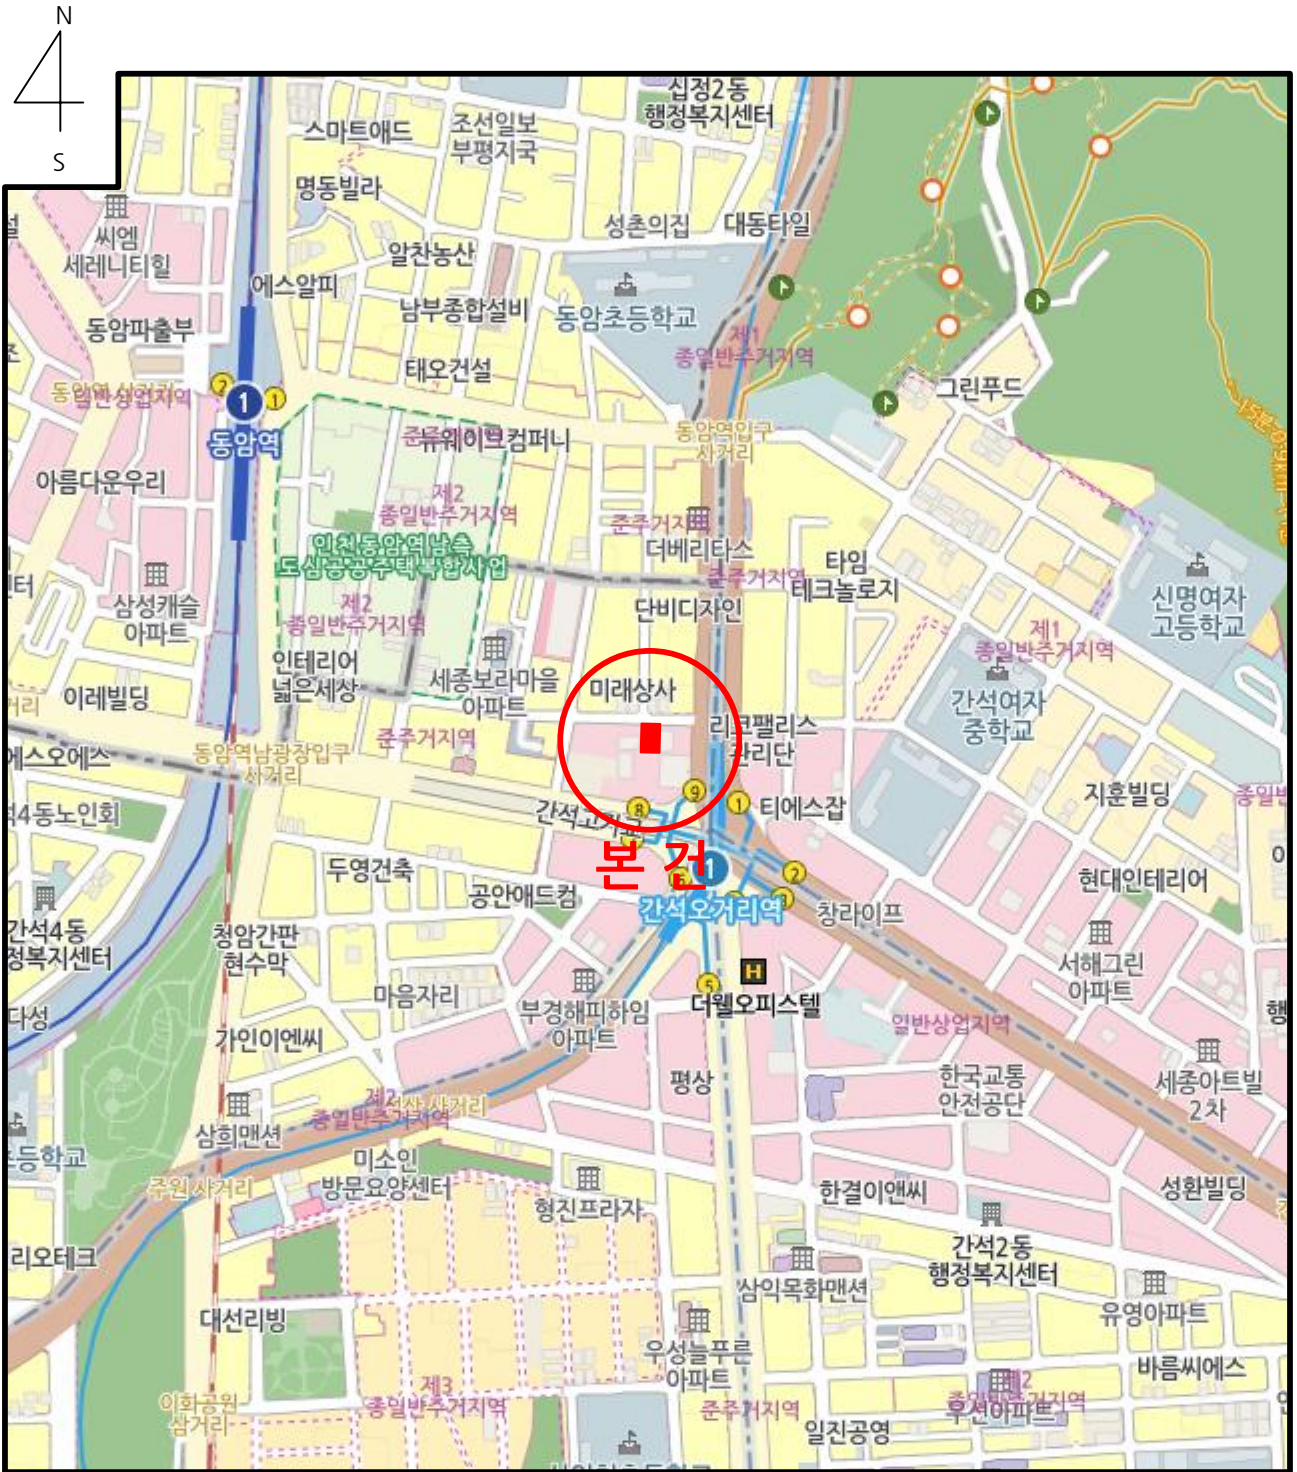 N
S
십정2동
행정복지센터
스마트애드
조선일보
부평지국
명동빌라
씨엠
세레니티힐
성촌의집
대동타일
알찬농산
에스알피
남부종합설비
동암초등학교
동암파출부
제1
종일반주거지역
태오건설
그린푸드
일반상업지역
2
1
1
동암역
동암역입구
사거리
뉴웨이브컴퍼니
아름다운우리
제2
종일반주거지역
준주거지역
더베리타스
인천동암역남측
도심공공주택복합사업
준주거지역
타임
테크놀로지
삼성캐슬
아파트
제2
종일반주거지역
단비디자인
신명여자
고등학교
제1
종일반주거지역
인테리어
넓은세상
세종보라마을
아파트
미래상사
이레빌딩
간석여자
중학교
리코팰리스
관리단
준주거지역
동암역남광장입구
사거리
에스오에스
지훈빌딩
9
8
1
티에스잡
간석고가교
4동노인회
두영건축
본 건
1
6
2
현대인테리어
공안애드컴
간석오거리역
창라이프
간석4동
정복지센터
청암간판
현수막
서해그린
아파트
H
5
더웰오피스텔
마음자리
부경해피하임
아파트
일반상업지역
다성
가인이엔씨
평상
한국교통
안전공단
세종아트빌
2차
제2
종일반주거지역
삼희맨션
등학교
미소인
방문요양센터
주원사거리
형진프라자
한결이앤씨
성환빌딩
간석2동
행정복지센터
리오테크
삼익목화맨션
유영아파트
대선리빙
우성늘푸른
아파트
바름씨에스
제3
종일반주거지역
이화공원
삼거리
준주거지역
우선아파트
일진공영